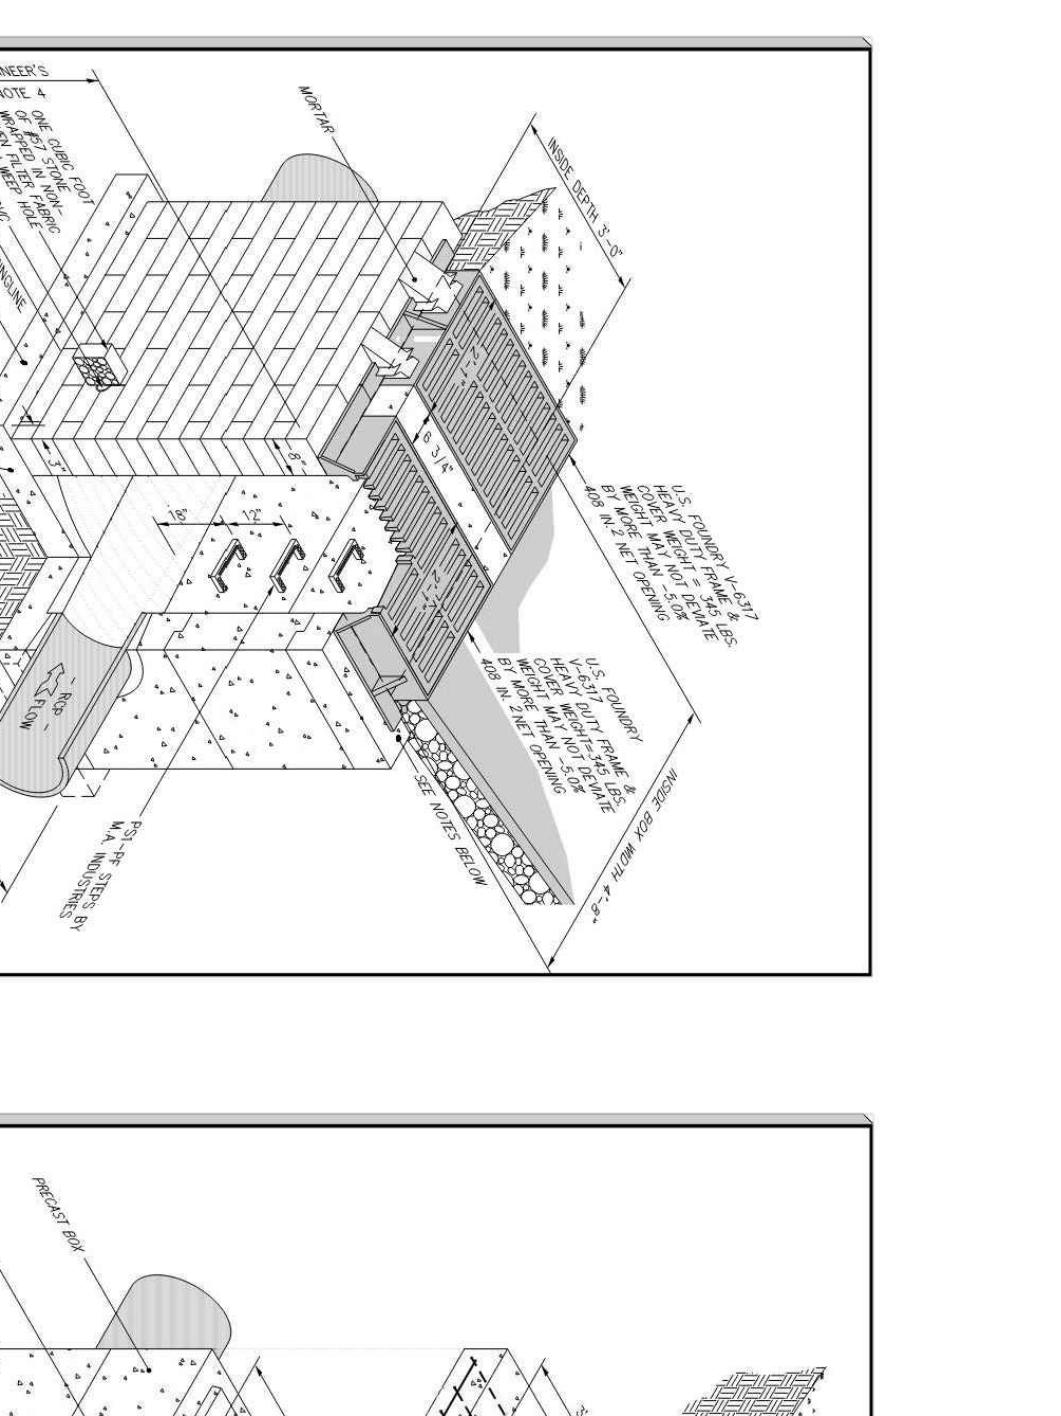 NEER'S
NOTE 4
ONE CUBIC FOOT
OF #57 STONE
WRAPPED IN NON-
EN FILTER FABRIC
WEEP HOLE
MORTAR
INSIDE DEPTH 3'-0"
3"
8"
6 3/4"
18"
12"
U.S. FOUNDRY V-6317
HEAVY DUTY FRAME &
COVER WEIGHT = 345 LBS.
WEIGHT MAY NOT DEVIATE
BY MORE THAN -5.0%
408 IN.2 NET OPENING
U.S. FOUNDRY
V-6317
HEAVY DUTY FRAME &
COVER WEIGHT=345 LBS.
WEIGHT MAY NOT DEVIATE
BY MORE THAN -5.0%
408 IN. 2 NET OPENING
- RCP -
FLOW
SEE NOTES BELOW
INSIDE BOX WIDTH 4'-8"
PS1-PF STEPS BY
M.A. INDUSTRIES
PRECAST BOX